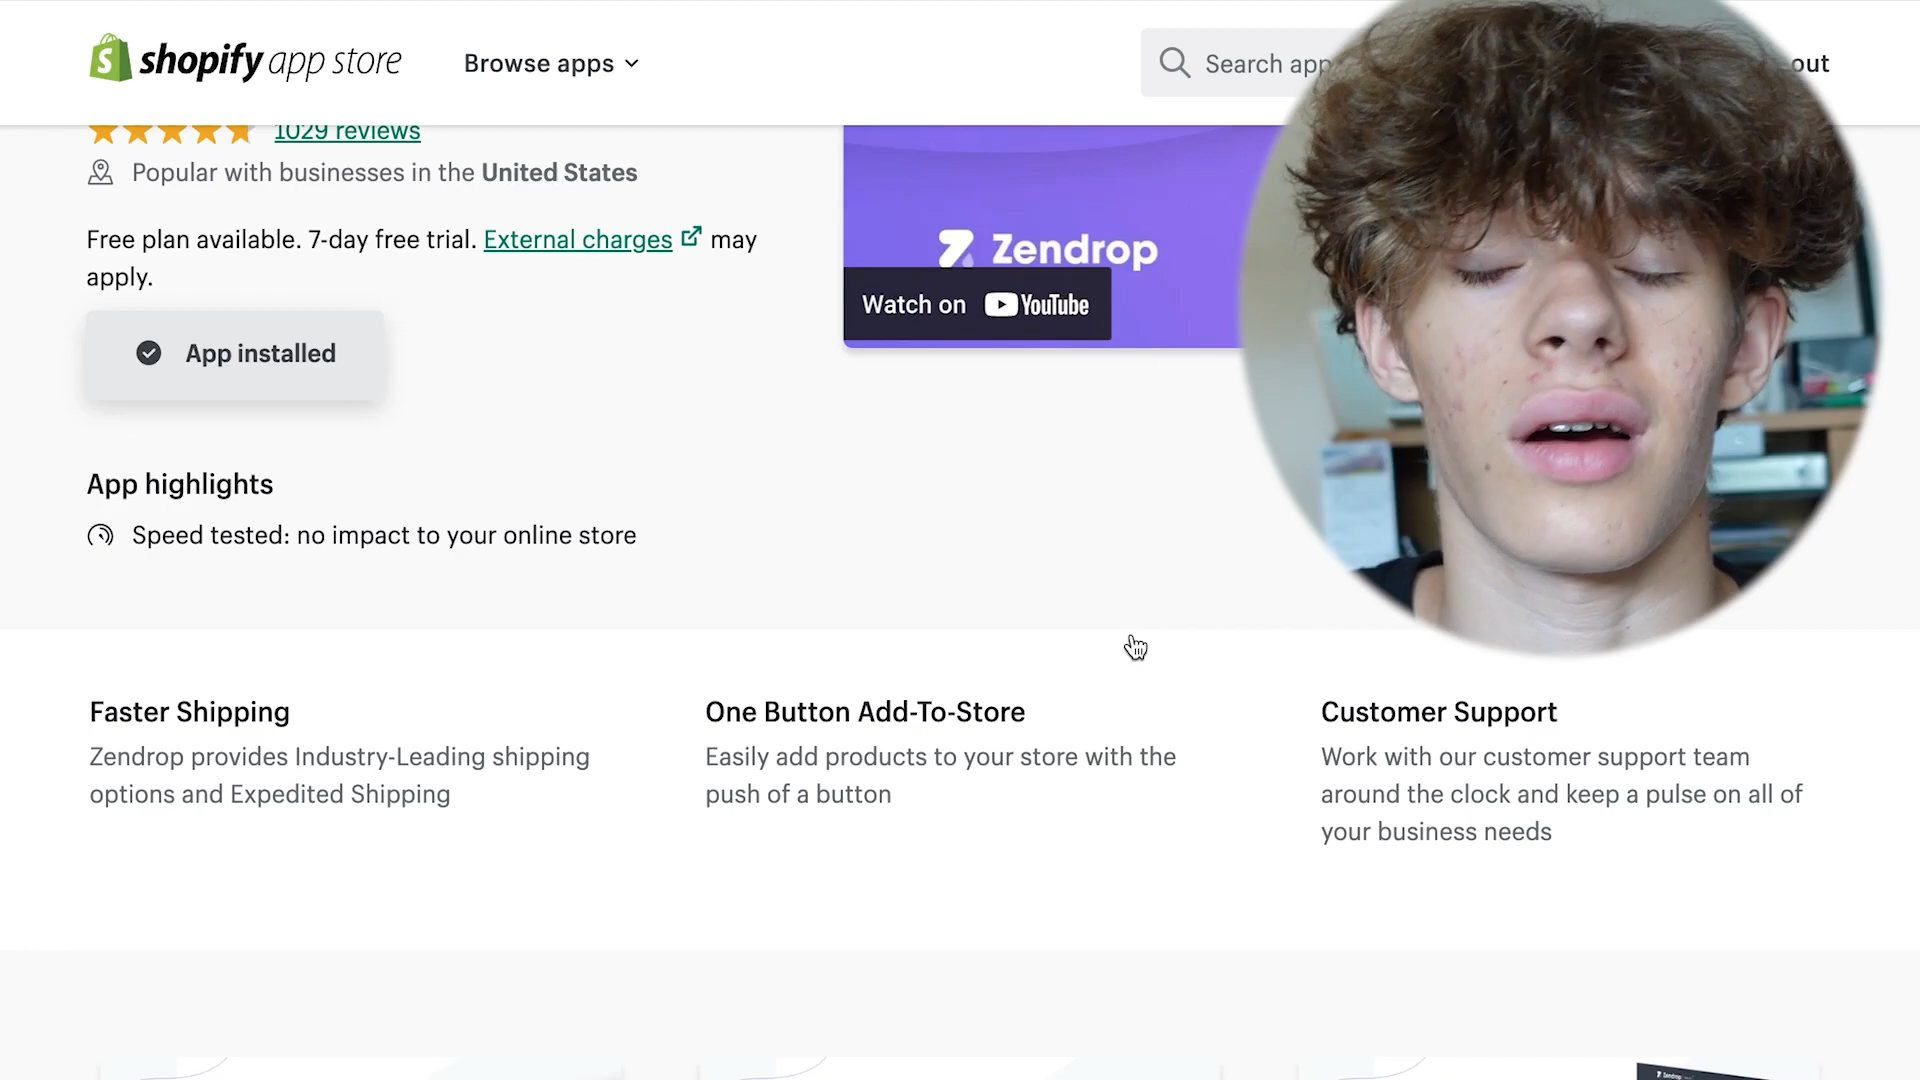 shopify app store
Browse apps
Search app
out
1029 reviews
Popular with businesses in the United States
Free plan available. 7-day free trial. External charges may
apply.
Zendrop
Watch on YouTube
App installed
App highlights
Speed tested: no impact to your online store
Faster Shipping
Zendrop provides Industry-Leading shipping
options and Expedited Shipping
One Button Add-To-Store
Easily add products to your store with the
push of a button
Customer Support
Work with our customer support team
around the clock and keep a pulse on all of
your business needs
Zendrop